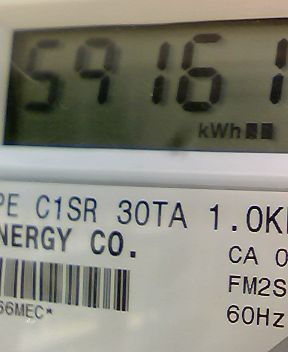 59161
kWh
PE C1SR 30TA 1.0K
NERGY CO.
CA 0
FM2S
66MEC*
60Hz